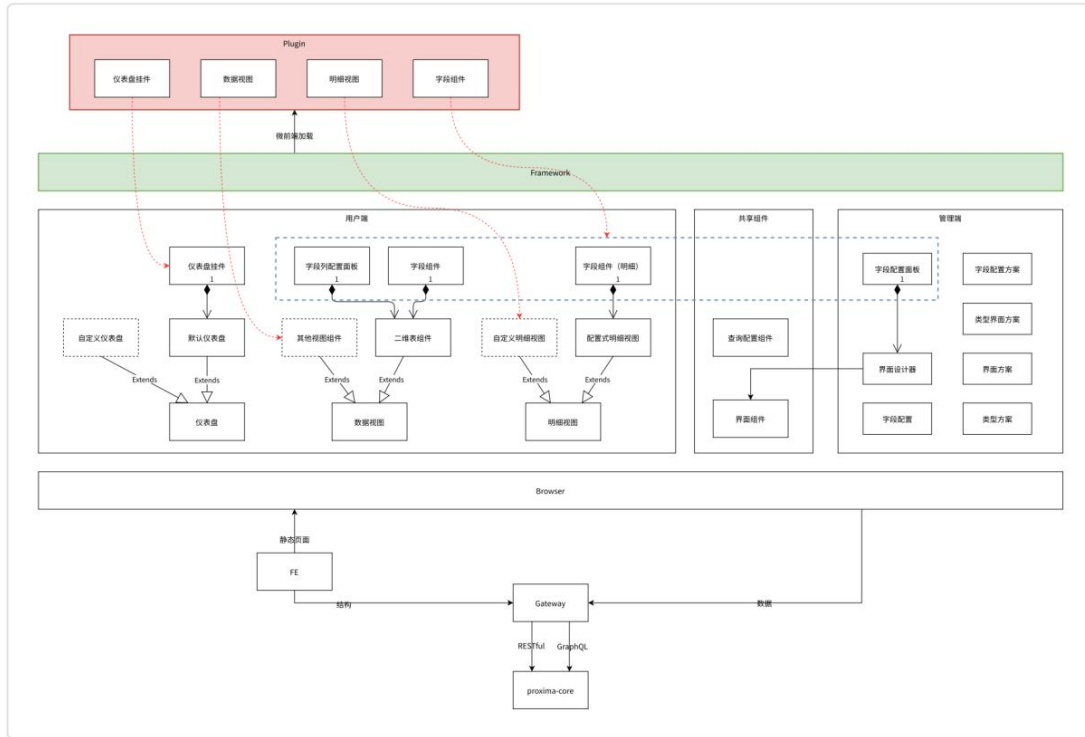 Plugin
仪表盘挂件
数据视图
明细视图
字段组件
微前端加载
Framework
用户端
共享组件
管理端
仪表盘挂件
1
字段列配置面板
1
字段组件
1
字段组件（明细）
1
字段配置面板
1
字段配置方案
自定义仪表盘
默认仪表盘
其他视图组件
二维表组件
自定义明细视图
配置式明细视图
查询配置组件
类型界面方案
Extends
Extends
Extends
Extends
Extends
Extends
界面设计器
界面方案
仪表盘
数据视图
明细视图
界面组件
字段配置
类型方案
Browser
静态页面
FE
结构
Gateway
数据
RESTful
GraphQL
proxima-core